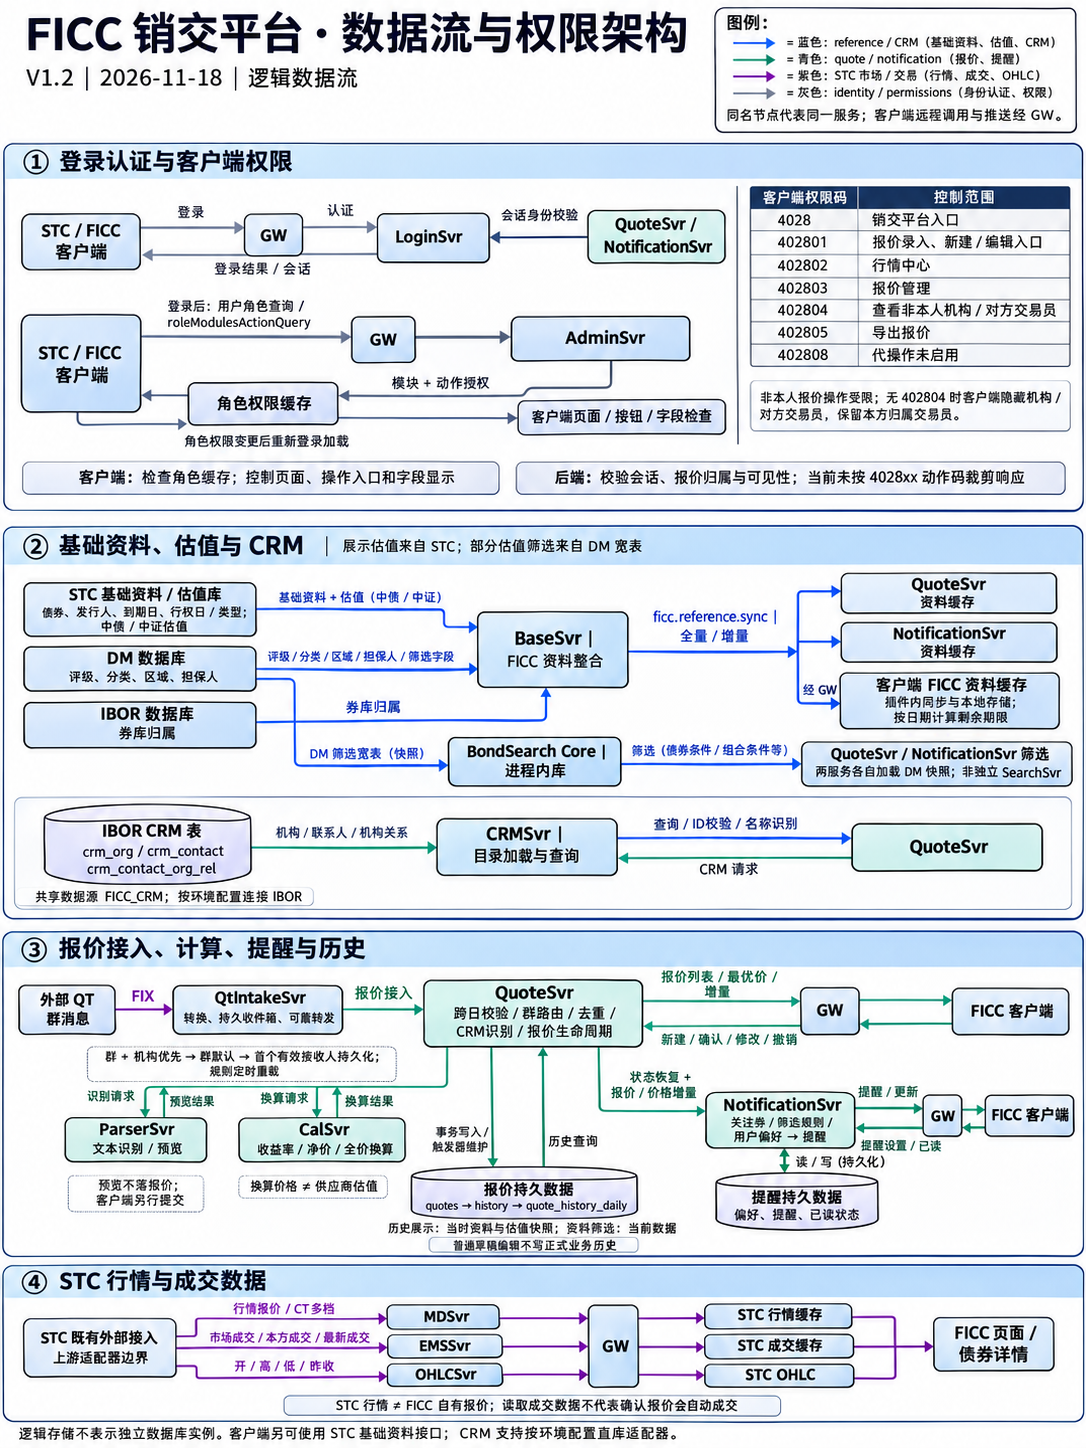 FICC 销交平台 · 数据流与权限架构
V1.2 | 2026-11-18 | 逻辑数据流
图例：
= 蓝色：reference / CRM（基础资料、估值、CRM）
= 青色：quote / notification（报价、提醒）
= 紫色：STC 市场 / 交易（行情、成交、OHLC）
= 灰色：identity / permissions（身份认证、权限）
同名节点代表同一服务；客户端远程调用与推送经 GW。
① 登录认证与客户端权限
STC / FICC
客户端
登录
GW
认证
LoginSvr
会话身份校验
QuoteSvr /
NotificationSvr
登录结果 / 会话
登录后：用户角色查询 /
roleModulesActionQuery
STC / FICC
客户端
GW
AdminSvr
模块 + 动作授权
角色权限缓存
客户端页面 / 按钮 / 字段检查
角色权限变更后重新登录加载
客户端权限码 控制范围
4028 销交平台入口
402801 报价录入、新建 / 编辑入口
402802 行情中心
402803 报价管理
402804 查看非本人机构 / 对方交易员
402805 导出报价
402808 代操作未启用
非本人报价操作受限；无 402804 时客户端隐藏机构 /
对方交易员，保留本方归属交易员。
客户端：检查角色缓存；控制页面、操作入口和字段显示
后端：校验会话、报价归属与可见性；当前未按 4028xx 动作码裁剪响应
② 基础资料、估值与 CRM | 展示估值来自 STC；部分估值筛选来自 DM 宽表
STC 基础资料 / 估值库
债券、发行人、到期日、行权日 / 类型；
中债 / 中证估值
基础资料 + 估值（中债 / 中证）
DM 数据库
评级、分类、区域、担保人
评级 / 分类 / 区域 / 担保人 / 筛选字段
IBOR 数据库
券库归属
券库归属
BaseSvr |
FICC 资料整合
ficc.reference.sync |
全量 / 增量
QuoteSvr
资料缓存
NotificationSvr
资料缓存
经 GW
客户端 FICC 资料缓存
插件内同步与本地存储；
按日期计算剩余期限
DM 筛选宽表（快照）
BondSearch Core |
进程内库
筛选（债券条件 / 组合条件等）
QuoteSvr / NotificationSvr 筛选
两服务各自加载 DM 快照；非独立 SearchSvr
IBOR CRM 表
crm_org / crm_contact
crm_contact_org_rel
机构 / 联系人 / 机构关系
CRMSvr |
目录加载与查询
查询 / ID校验 / 名称识别
CRM 请求
QuoteSvr
共享数据源 FICC_CRM；按环境配置连接 IBOR
③ 报价接入、计算、提醒与历史
外部 QT
群消息
FIX
QtIntakeSvr
转换、持久收件箱、可靠转发
报价接入
QuoteSvr
跨日校验 / 群路由 / 去重 /
CRM识别 / 报价生命周期
报价列表 / 最优价 /
增量
新建 / 确认 / 修改 / 撤销
GW
FICC 客户端
群 + 机构优先 → 群默认 → 首个有效接收人持久化；
规则定时重载
识别请求
预览结果
换算请求
换算结果
ParserSvr
文本识别 / 预览
CalSvr
收益率 / 净价 / 全价换算
预览不落报价；
客户端另行提交
换算价格 ≠ 供应商估值
事务写入 /
触发器维护
历史查询
状态恢复 +
报价 / 价格增量
NotificationSvr
关注券 / 筛选规则 /
用户偏好 → 提醒
提醒 / 更新
提醒设置 / 已读
GW
FICC 客户端
读 / 写 (持久化)
报价持久数据
quotes → history → quote_history_daily
提醒持久数据
偏好、提醒、已读状态
历史展示：当时资料与估值快照；资料筛选：当前数据
普通草稿编辑不写正式业务历史
④ STC 行情与成交数据
STC 既有外部接入
上游适配器边界
行情报价 / CT多档
市场成交 / 本方成交 / 最新成交
开 / 高 / 低 / 昨收
MDSvr
EMSSvr
OHLCSvr
GW
STC 行情缓存
STC 成交缓存
STC OHLC
FICC 页面 /
债券详情
STC 行情 ≠ FICC 自有报价；读取成交数据不代表确认报价会自动成交
逻辑存储不表示独立数据库实例。客户端另可使用 STC 基础资料接口；CRM 支持按环境配置直库适配器。